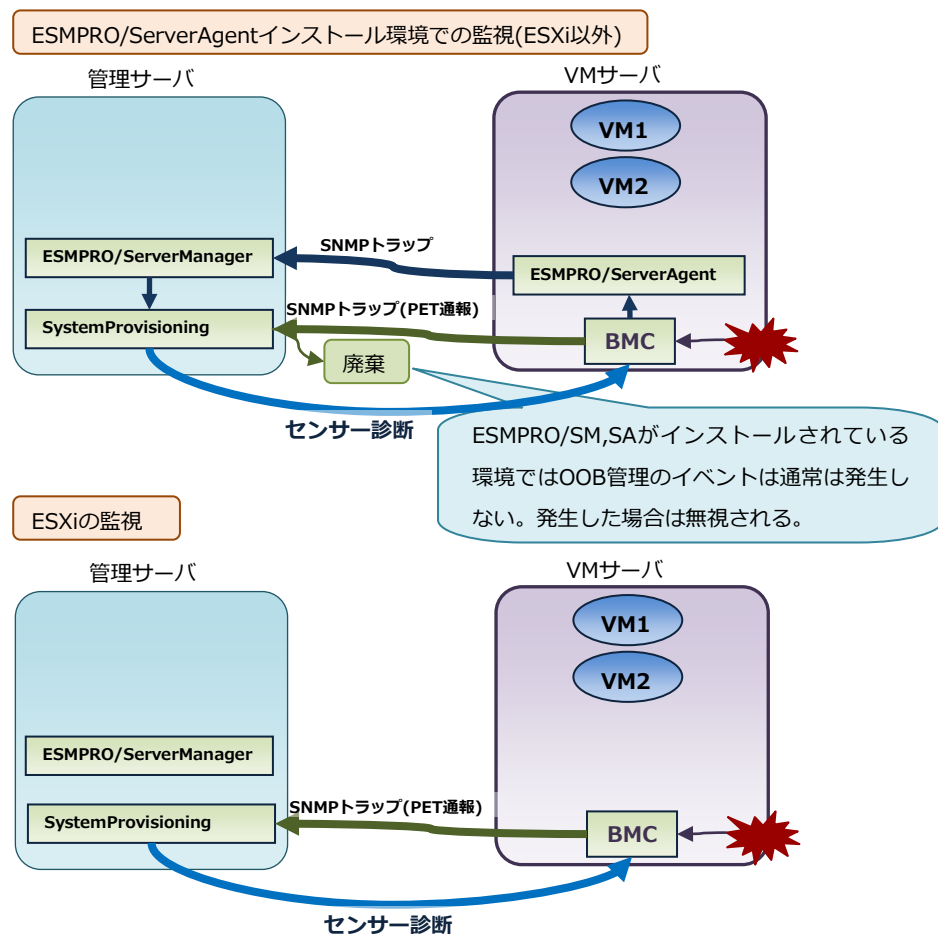 ESMPRO/ServerAgentインストール環境での監視(ESXi以外)
管理サーバ
VMサーバ
VM1
VM2
SNMPトラップ
ESMPRO/ServerManager
ESMPRO/ServerAgent
SNMPトラップ(PET通報)
SystemProvisioning
BMC
廃棄
センサー診断
ESMPRO/SM,SAがインストールされている
環境ではOOB管理のイベントは通常は発生し
ない。発生した場合は無視される。
ESXiの監視
管理サーバ
VMサーバ
VM1
VM2
ESMPRO/ServerManager
SNMPトラップ(PET通報)
SystemProvisioning
BMC
センサー診断